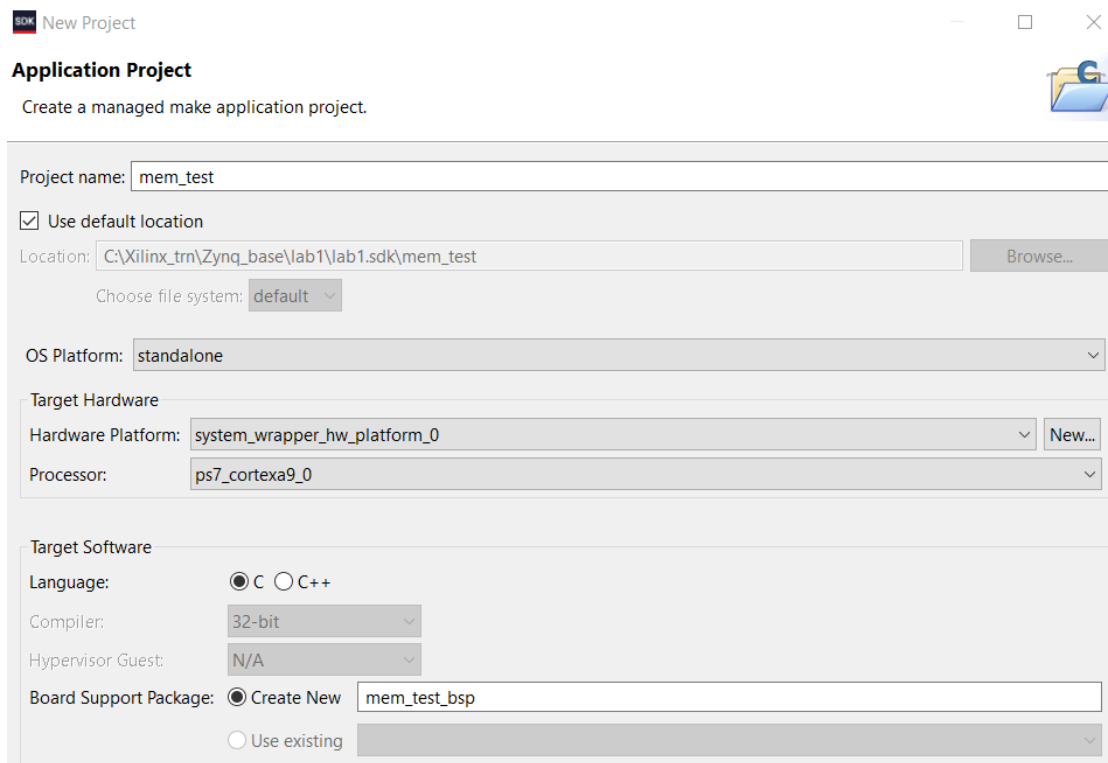 SDK New Project
Application Project
Create a managed make application project.
C
Project name: mem_test
Use default location
Location: C:\Xilinx_trn\Zynq_base\lab1\lab1.sdk\mem_test Browse...
Choose file system: default
OS Platform: standalone
Target Hardware
Hardware Platform: system_wrapper_hw_platform_0 New...
Processor: ps7_cortexa9_0
Target Software
Language: C C++
Compiler: 32-bit
Hypervisor Guest: N/A
Board Support Package: Create New mem_test_bsp
Use existing